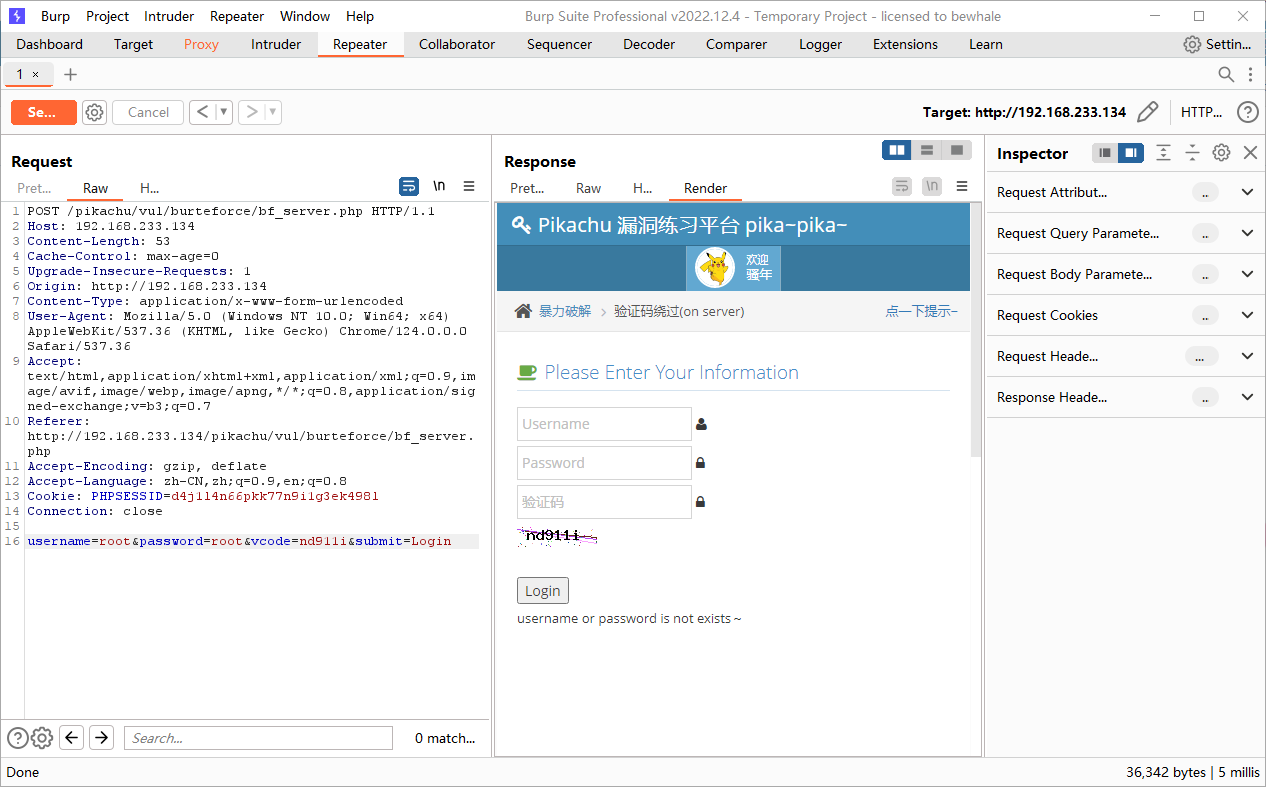 Burp Project Intruder Repeater Window Help Burp Suite Professional v2022.12.4 - Temporary Project - licensed to bewhale
Dashboard Target Proxy Intruder Repeater Collaborator Sequencer Decoder Comparer Logger Extensions Learn Settin...
1 × +
Se... Cancel < > Target: http://192.168.233.134 HTTP... ?
Request
Pret... Raw H... \n
1 POST /pikachu/vul/burteforce/bf_server.php HTTP/1.1
2 Host: 192.168.233.134
3 Content-Length: 53
4 Cache-Control: max-age=0
5 Upgrade-Insecure-Requests: 1
6 Origin: http://192.168.233.134
7 Content-Type: application/x-www-form-urlencoded
8 User-Agent: Mozilla/5.0 (Windows NT 10.0; Win64; x64)
AppleWebKit/537.36 (KHTML, like Gecko) Chrome/124.0.0.0
Safari/537.36
9 Accept:
text/html,application/xhtml+xml,application/xml;q=0.9,im
age/avif,image/webp,image/apng,*/*;q=0.8,application/sig
ned-exchange;v=b3;q=0.7
10 Referer:
http://192.168.233.134/pikachu/vul/burteforce/bf_server.
php
11 Accept-Encoding: gzip, deflate
12 Accept-Language: zh-CN,zh;q=0.9,en;q=0.8
13 Cookie: PHPSESSID=d4j1l4n66pkk77n9i1g3ek498l
14 Connection: close
15
16 username=root&password=root&vcode=nd911i&submit=Login
? Search... 0 match...
Response
Pret... Raw H... Render \n
Pikachu 漏洞练习平台 pika~pika~
欢迎
骚年
暴力破解 > 验证码绕过(on server) 点一下提示~
Please Enter Your Information
Username
Password
验证码
nd911i
Login
username or password is not exists～
Inspector
Request Attribut... ..
Request Query Paramete... ..
Request Body Paramete... ..
Request Cookies ..
Request Heade... ...
Response Heade... ..
Done 36,342 bytes | 5 millis